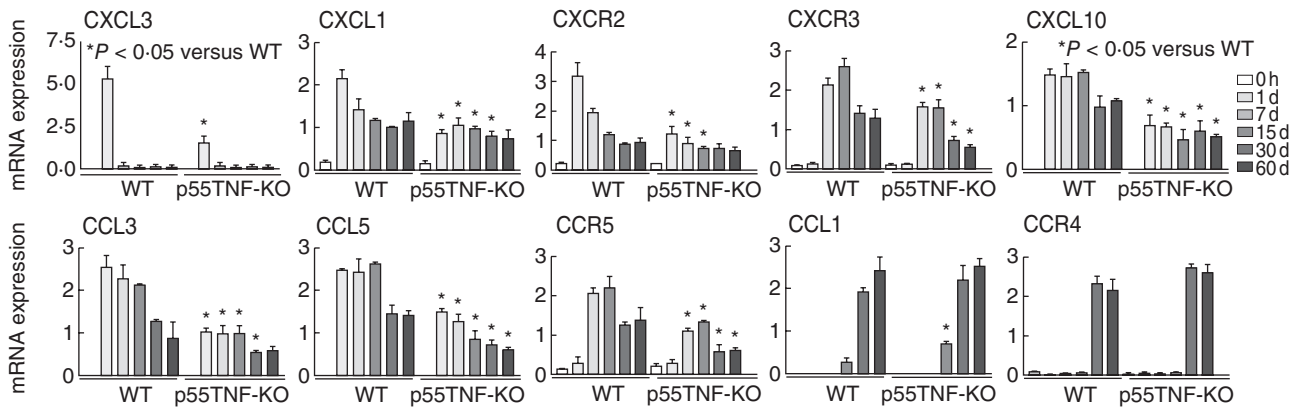 CXCL3
CXCL1
CXCR2
CXCR3
CXCL10
mRNA expression
7·5
5·0
2·5
0·0
*P < 0·05 versus WT
*
WT
p55TNF-KO
3
2
1
0
* * * *
WT
p55TNF-KO
4
3
2
1
0
* * *
WT
p55TNF-KO
3
2
1
0
* * * *
WT
p55TNF-KO
2
1
0
*P < 0·05 versus WT
* * * * *
WT
p55TNF-KO
0 h
1 d
7 d
15 d
30 d
60 d
CCL3
CCL5
CCR5
CCL1
CCR4
mRNA expression
3
2
1
0
* * * *
WT
p55TNF-KO
3
2
1
0
* * * * *
WT
p55TNF-KO
3
2
1
0
* * * *
WT
p55TNF-KO
3
2
1
0
*
WT
p55TNF-KO
3
2
1
0
WT
p55TNF-KO